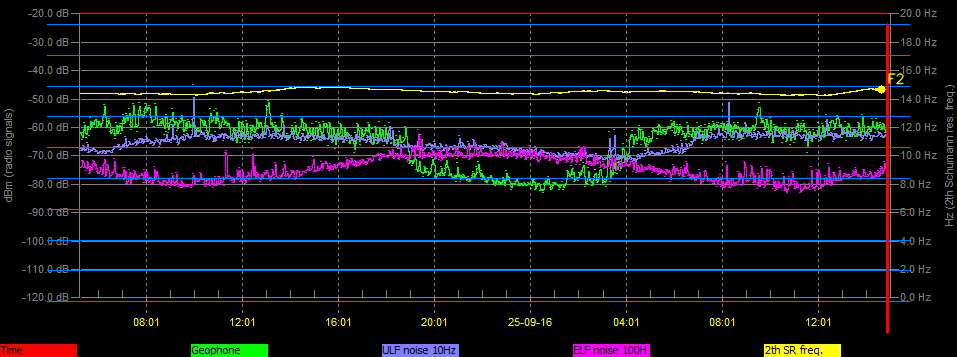 -20.0 dB
-30.0 dB
-40.0 dB
-50.0 dB
-60.0 dB
-70.0 dB
-80.0 dB
-90.0 dB
-100.0 dB
-110.0 dB
-120.0 dB
dBm (radio signals)
20.0 Hz
18.0 Hz
16.0 Hz
14.0 Hz
12.0 Hz
10.0 Hz
8.0 Hz
6.0 Hz
4.0 Hz
2.0 Hz
0.0 Hz
Hz (2th Schumann res. freq.)
F2
08:01 12:01 16:01 20:01 25-09-16 04:01 08:01 12:01
Time Geophone ULF noise 10Hz ELF noise 100H 2th SR freq.